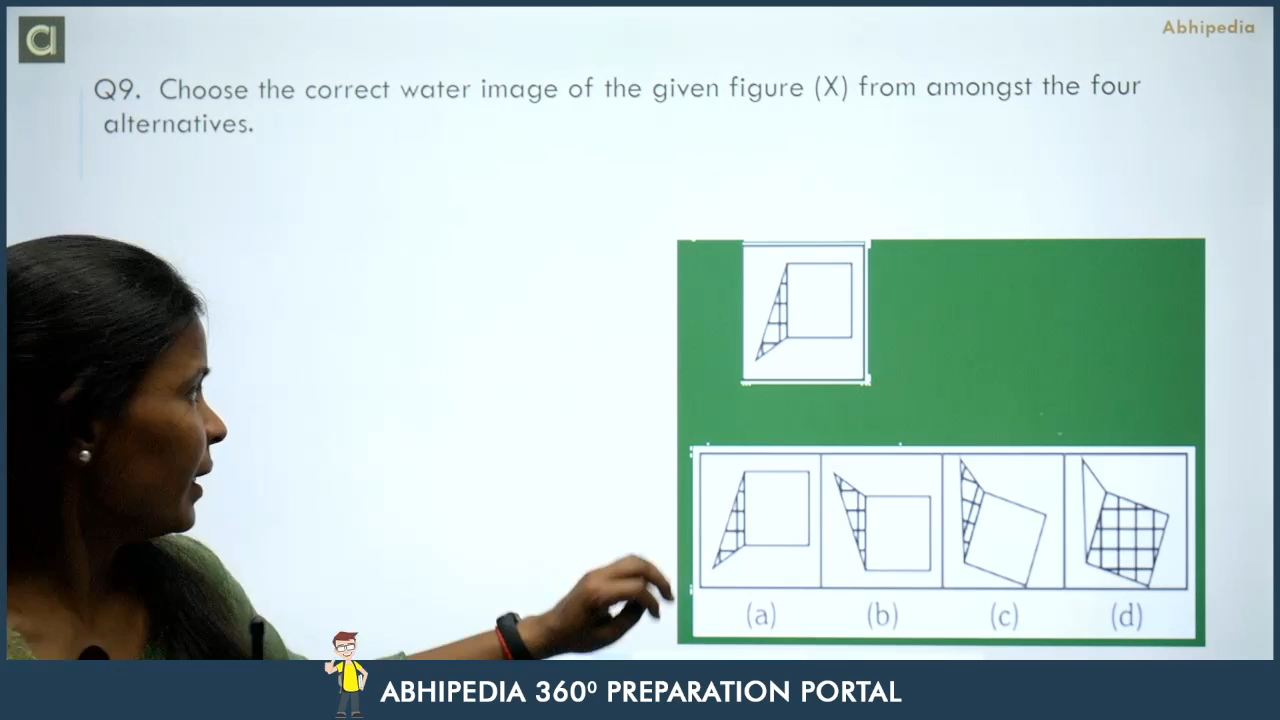 a
Abhipedia
Q9. Choose the correct water image of the given figure (X) from amongst the four
alternatives.
(a) (b) (c) (d)
ABHIPEDIA 360⁰ PREPARATION PORTAL